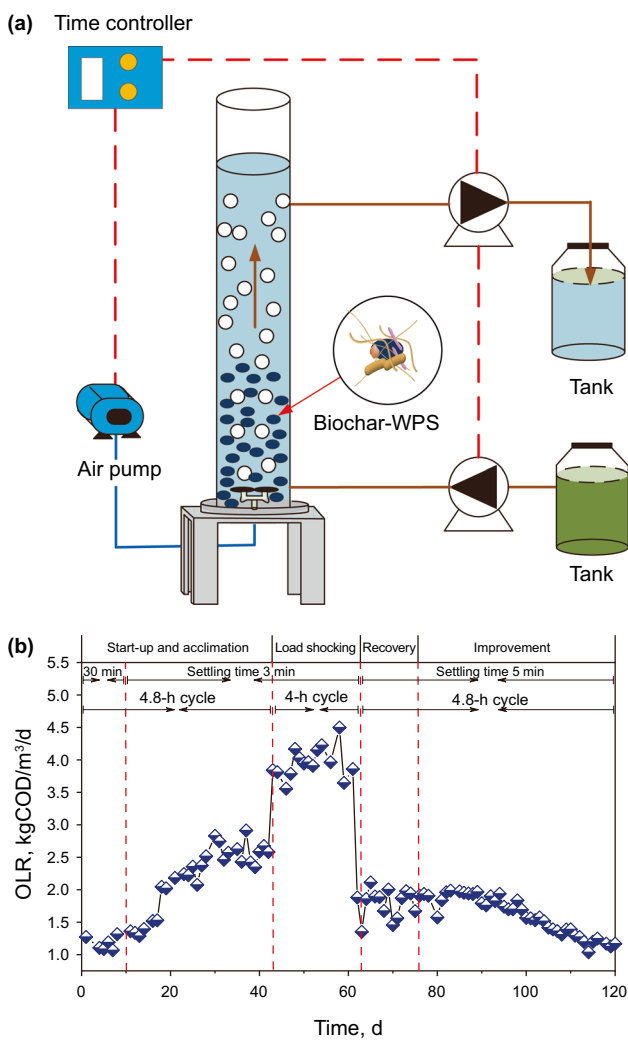 (a) Time controller
Biochar-WPS
Tank
Air pump
Tank
(b)
Start-up and acclimation Load shocking Recovery Improvement
30 min Settling time 3 min Settling time 5 min
4.8-h cycle 4-h cycle 4.8-h cycle
OLR, kgCOD/m³/d
5.5
5.0
4.5
4.0
3.5
3.0
2.5
2.0
1.5
1.0
0 20 40 60 80 100 120
Time, d